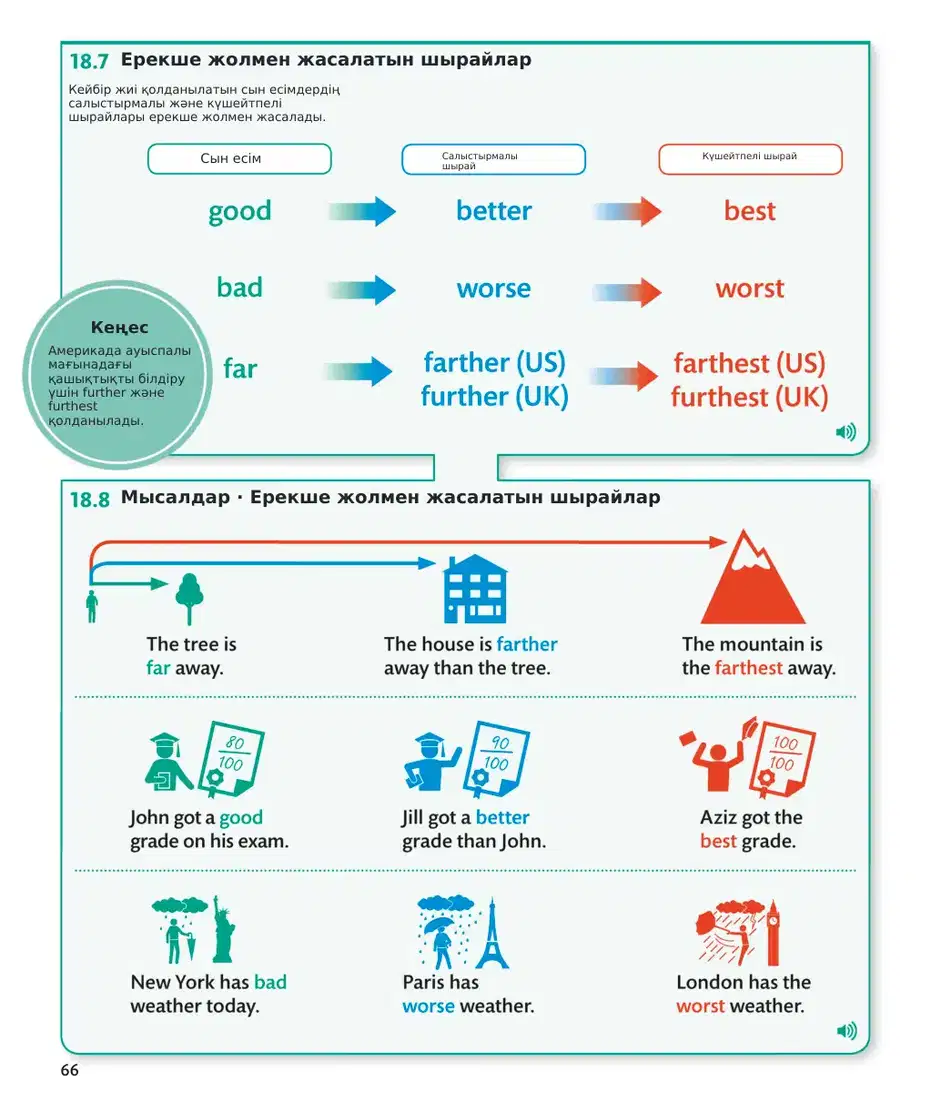 18.7 Ерекше жолмен жасалатын шырайлар
Кейбір жиі қолданылатын сын есімдердің
салыстырмалы және күшейтпелі
шырайлары ерекше жолмен жасалады.
Сын есім
Салыстырмалы
шырай
Күшейтпелі шырай
good better best
bad worse worst
far
farther (US)
further (UK)
farthest (US)
furthest (UK)
Кеңес
Америкада ауыспалы
мағынадағы
қашықтықты білдіру
үшін further және
furthest
қолданылады.
18.8 Мысалдар · Ерекше жолмен жасалатын шырайлар
The tree is
far away.
The house is farther
away than the tree.
The mountain is
the farthest away.
80
100
90
100
100
100
John got a good
grade on his exam.
Jill got a better
grade than John.
Aziz got the
best grade.
New York has bad
weather today.
Paris has
worse weather.
London has the
worst weather.
66